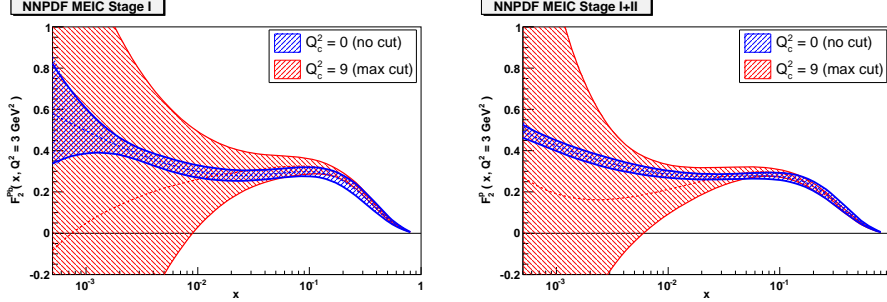 NNPDF MEIC Stage I
Q²c = 0 (no cut)
Q²c = 9 (max cut)
F₂^Pb ( x, Q² = 3 GeV² )
1
0.8
0.6
0.4
0.2
0
-0.2
10⁻³
10⁻²
10⁻¹
1
x
NNPDF MEIC Stage I+II
Q²c = 0 (no cut)
Q²c = 9 (max cut)
F₂^p ( x, Q² = 3 GeV² )
1
0.8
0.6
0.4
0.2
0
-0.2
10⁻³
10⁻²
10⁻¹
x